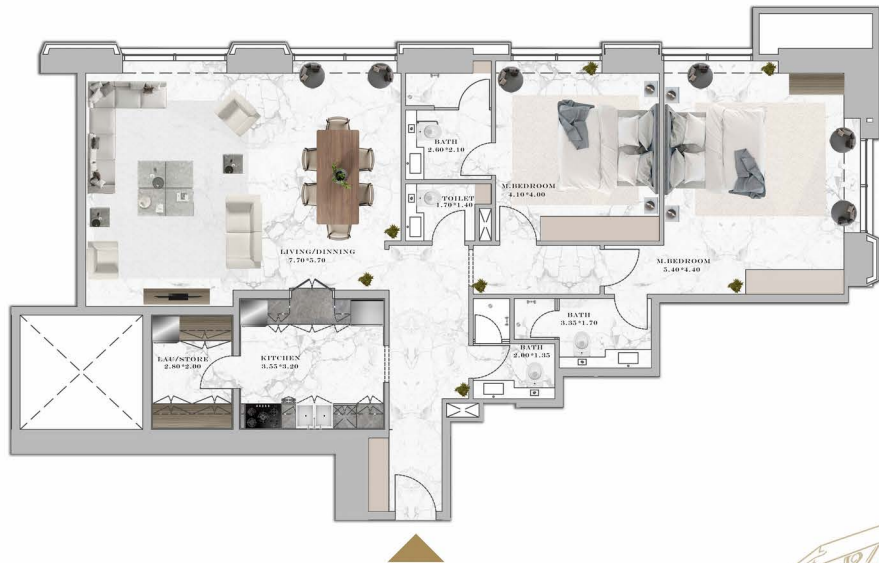 BATH
2.60*2.10
TOILET
1.70*1.40
M.BEDROOM
4.10*4.00
LIVING/DINNING
7.70*5.70
M.BEDROOM
5.40*4.40
BATH
3.35*1.70
BATH
2.00*1.35
LAU/STORE
2.80*2.00
KITCHEN
3.55*3.20